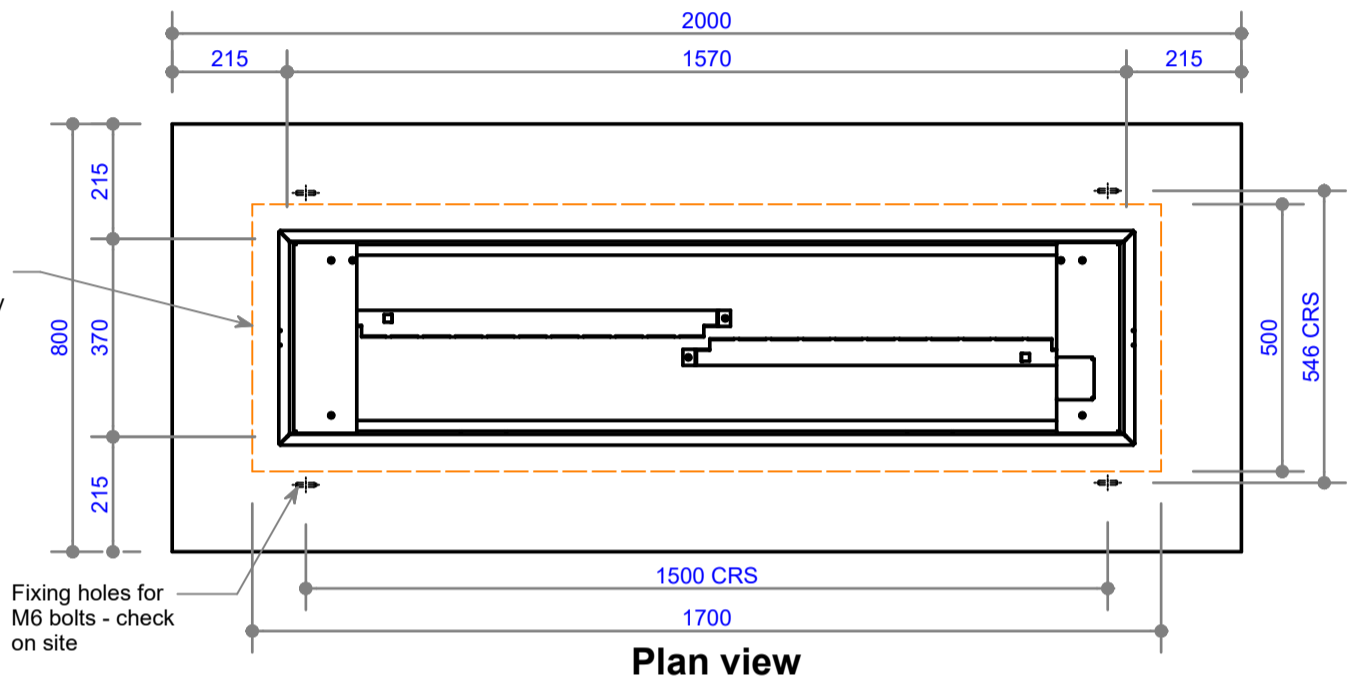 2000
215
1570
215
215
800
370
500
546 CRS
215
1500 CRS
Fixing holes for
M6 bolts - check
on site
1700
Plan view